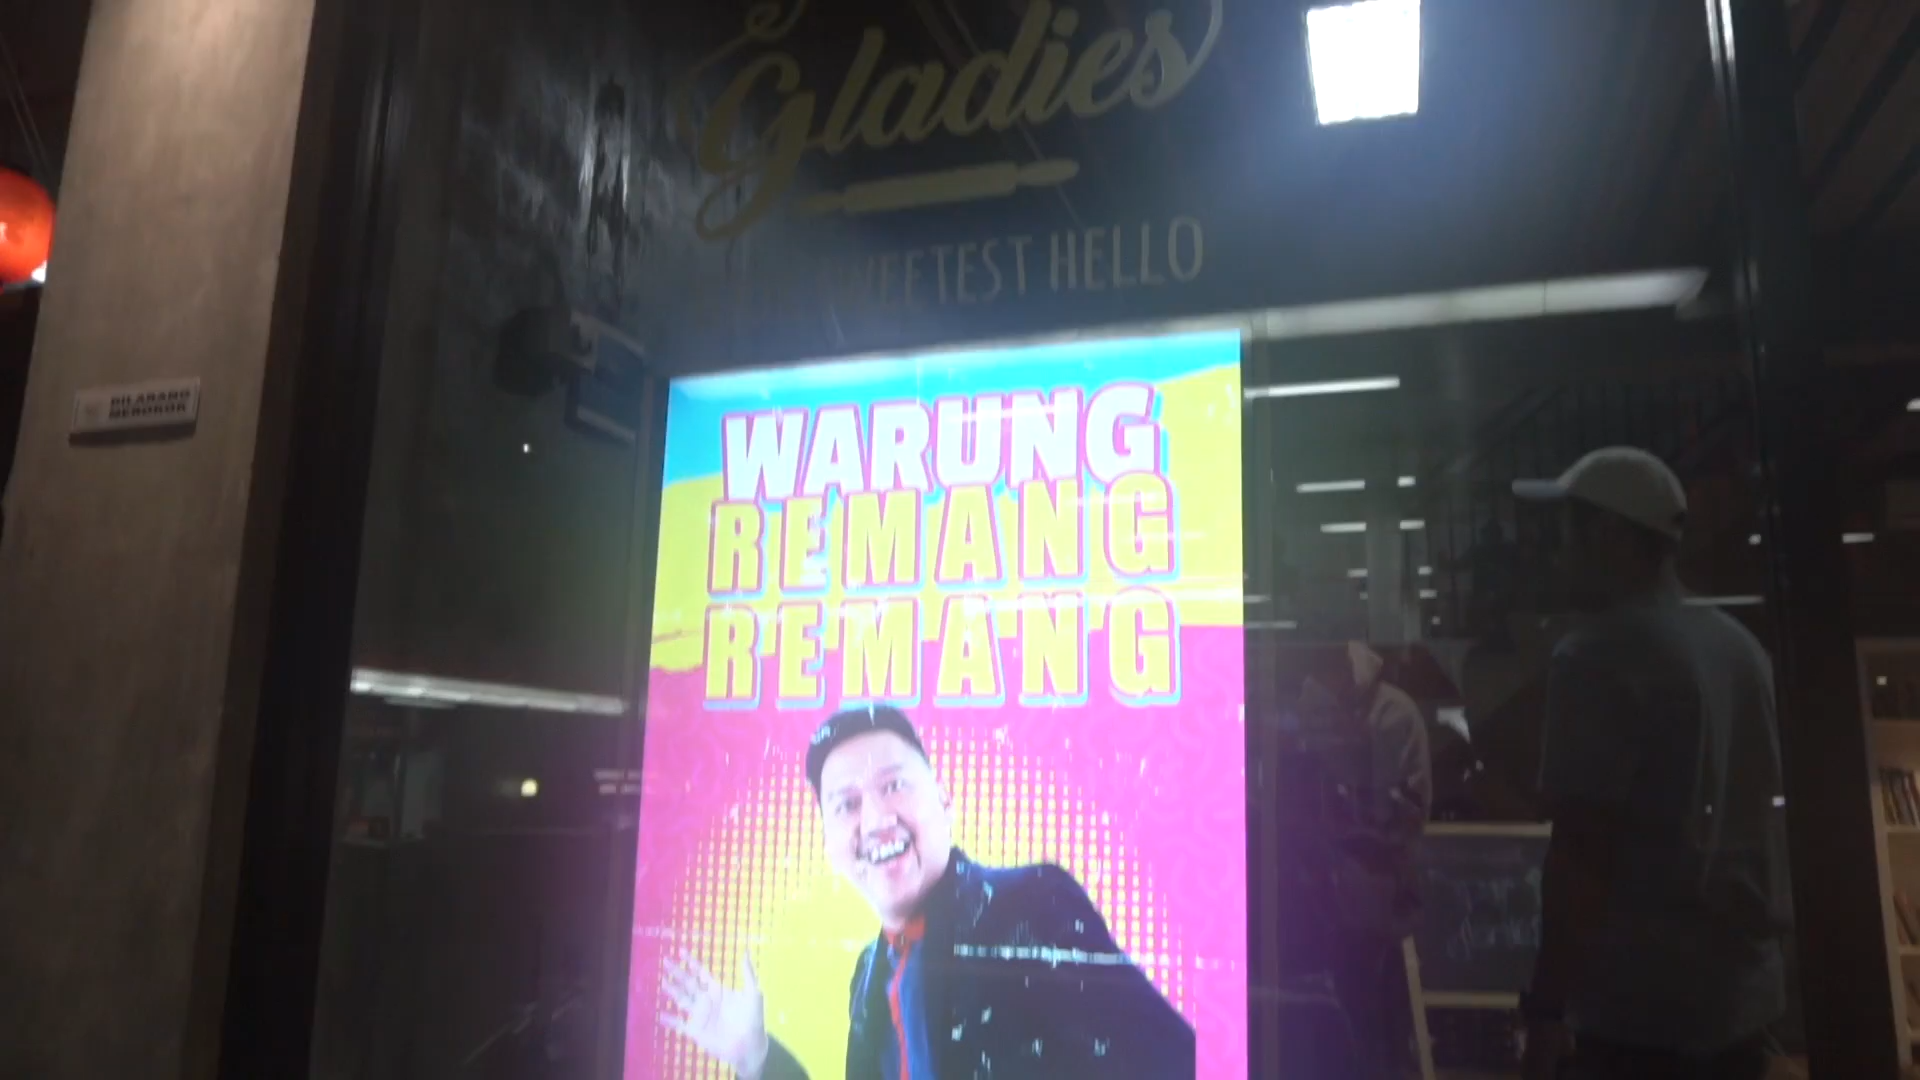 Gladies
SWEETEST HELLO
DILARANG
MEROKOK
WARUNG
REMANG
REMANG